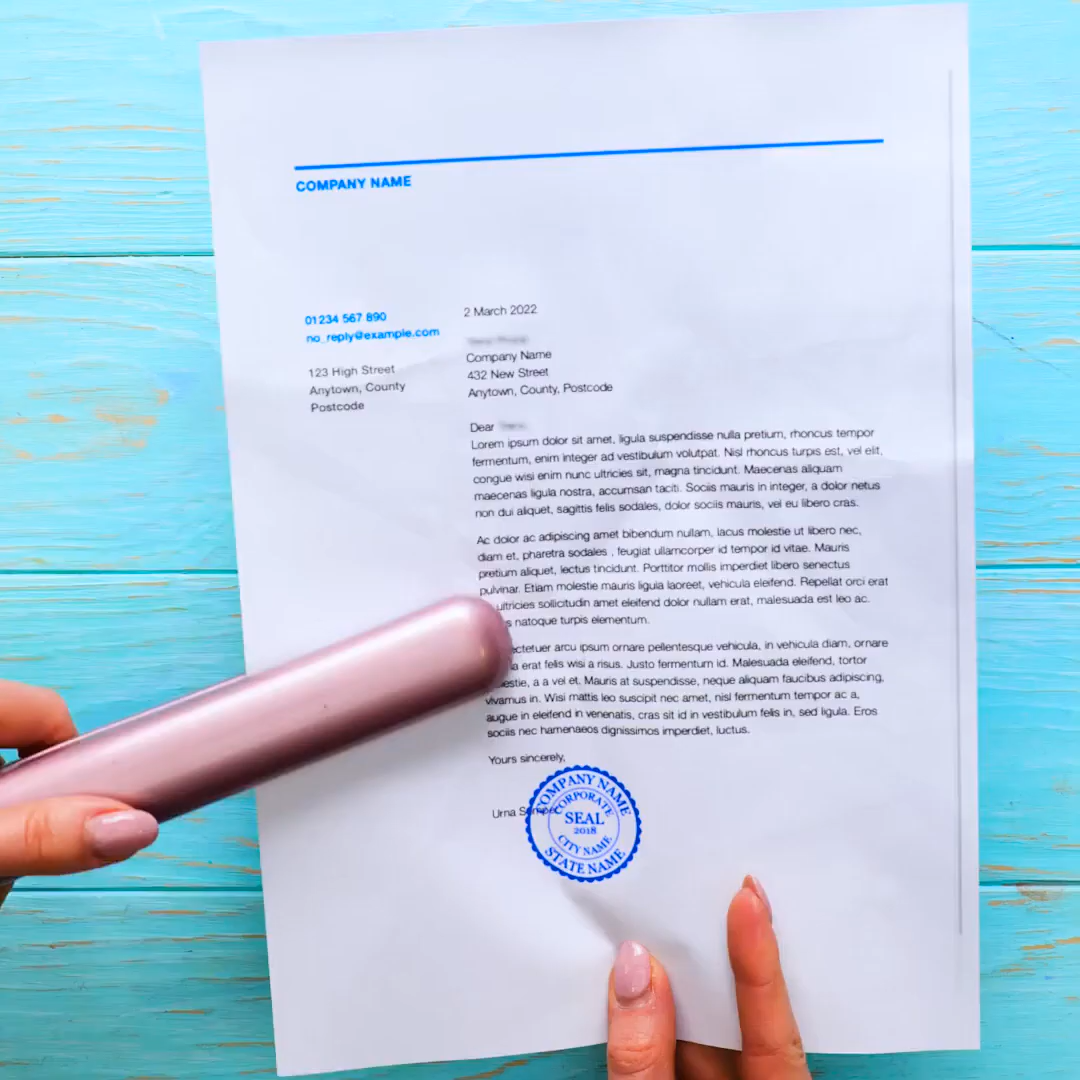 COMPANY NAME
01234 567 890
no_reply@example.com
123 High Street
Anytown, County
Postcode
2 March 2022
Company Name
432 New Street
Anytown, County, Postcode
Dear
Lorem ipsum dolor sit amet, ligula suspendisse nulla pretium, rhoncus tempor
fermentum, enim integer ad vestibulum volutpat. Nisl rhoncus turpis est, vel elit,
congue wisi enim nunc ultricies sit, magna tincidunt. Maecenas aliquam
maecenas ligula nostra, accumsan taciti. Sociis mauris in integer, a dolor netus
non dui aliquet, sagittis felis sodales, dolor sociis mauris, vel eu libero cras.
Ac dolor ac adipiscing amet bibendum nullam, lacus molestie ut libero nec,
diam et, pharetra sodales , feugiat ullamcorper id tempor id vitae. Mauris
pretium aliquet, lectus tincidunt. Porttitor mollis imperdiet libero senectus
pulvinar. Etiam molestie mauris ligula laoreet, vehicula eleifend. Repellat orci erat
ultricies sollicitudin amet eleifend dolor nullam erat, malesuada est leo ac.
natoque turpis elementum.
arcu ipsum ornare pellentesque vehicula, in vehicula diam, ornare
erat felis wisi a risus. Justo fermentum id. Malesuada eleifend, tortor
a a vel et. Mauris at suspendisse, neque aliquam faucibus adipiscing,
vivamus in. Wisi mattis leo suscipit nec amet, nisl fermentum tempor ac a,
augue in eleifend in venenatis, cras sit id in vestibulum felis in, sed ligula. Eros
sociis nec hamenaeos dignissimos imperdiet, luctus.
Yours sincerely,
Urna Semper
COMPANY NAME
CORPORATE
SEAL
2018
CITY NAME
STATE NAME